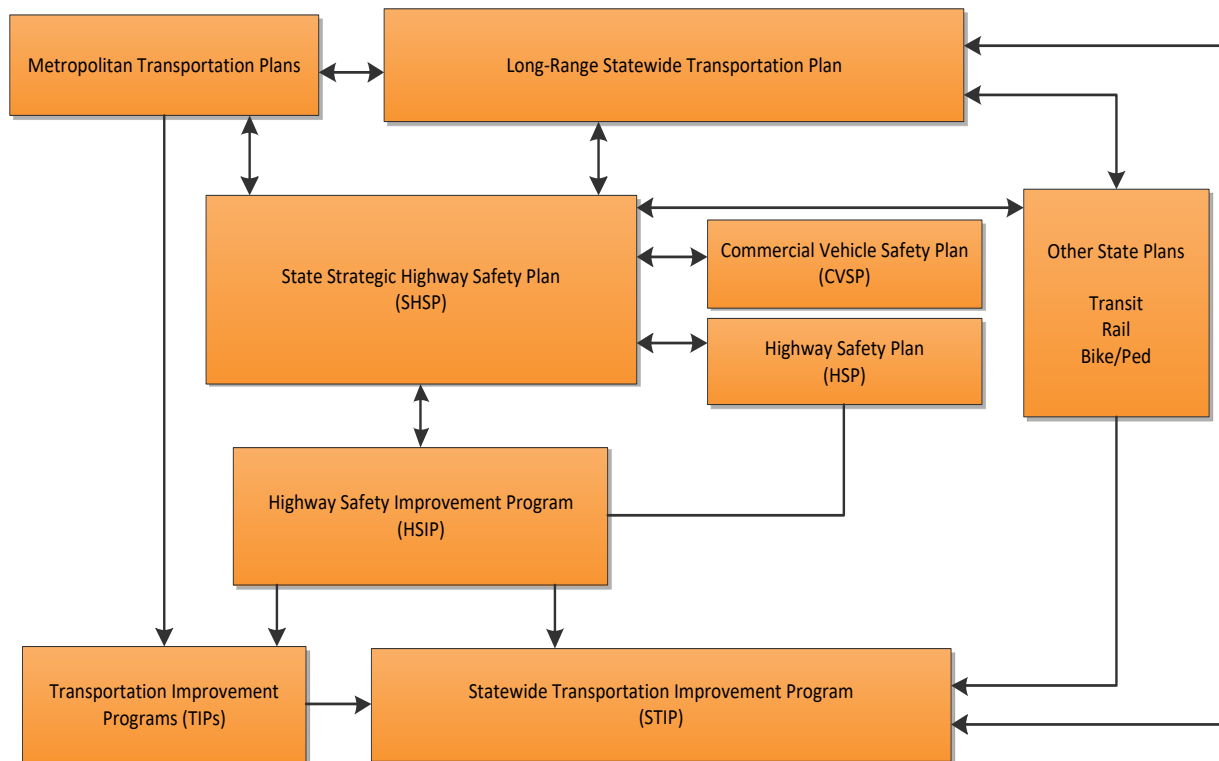 Metropolitan Transportation Plans
Long-Range Statewide Transportation Plan
State Strategic Highway Safety Plan
(SHSP)
Commercial Vehicle Safety Plan
(CVSP)
Highway Safety Plan
(HSP)
Other State Plans
Transit
Rail
Bike/Ped
Highway Safety Improvement Program
(HSIP)
Transportation Improvement
Programs (TIPs)
Statewide Transportation Improvement Program
(STIP)